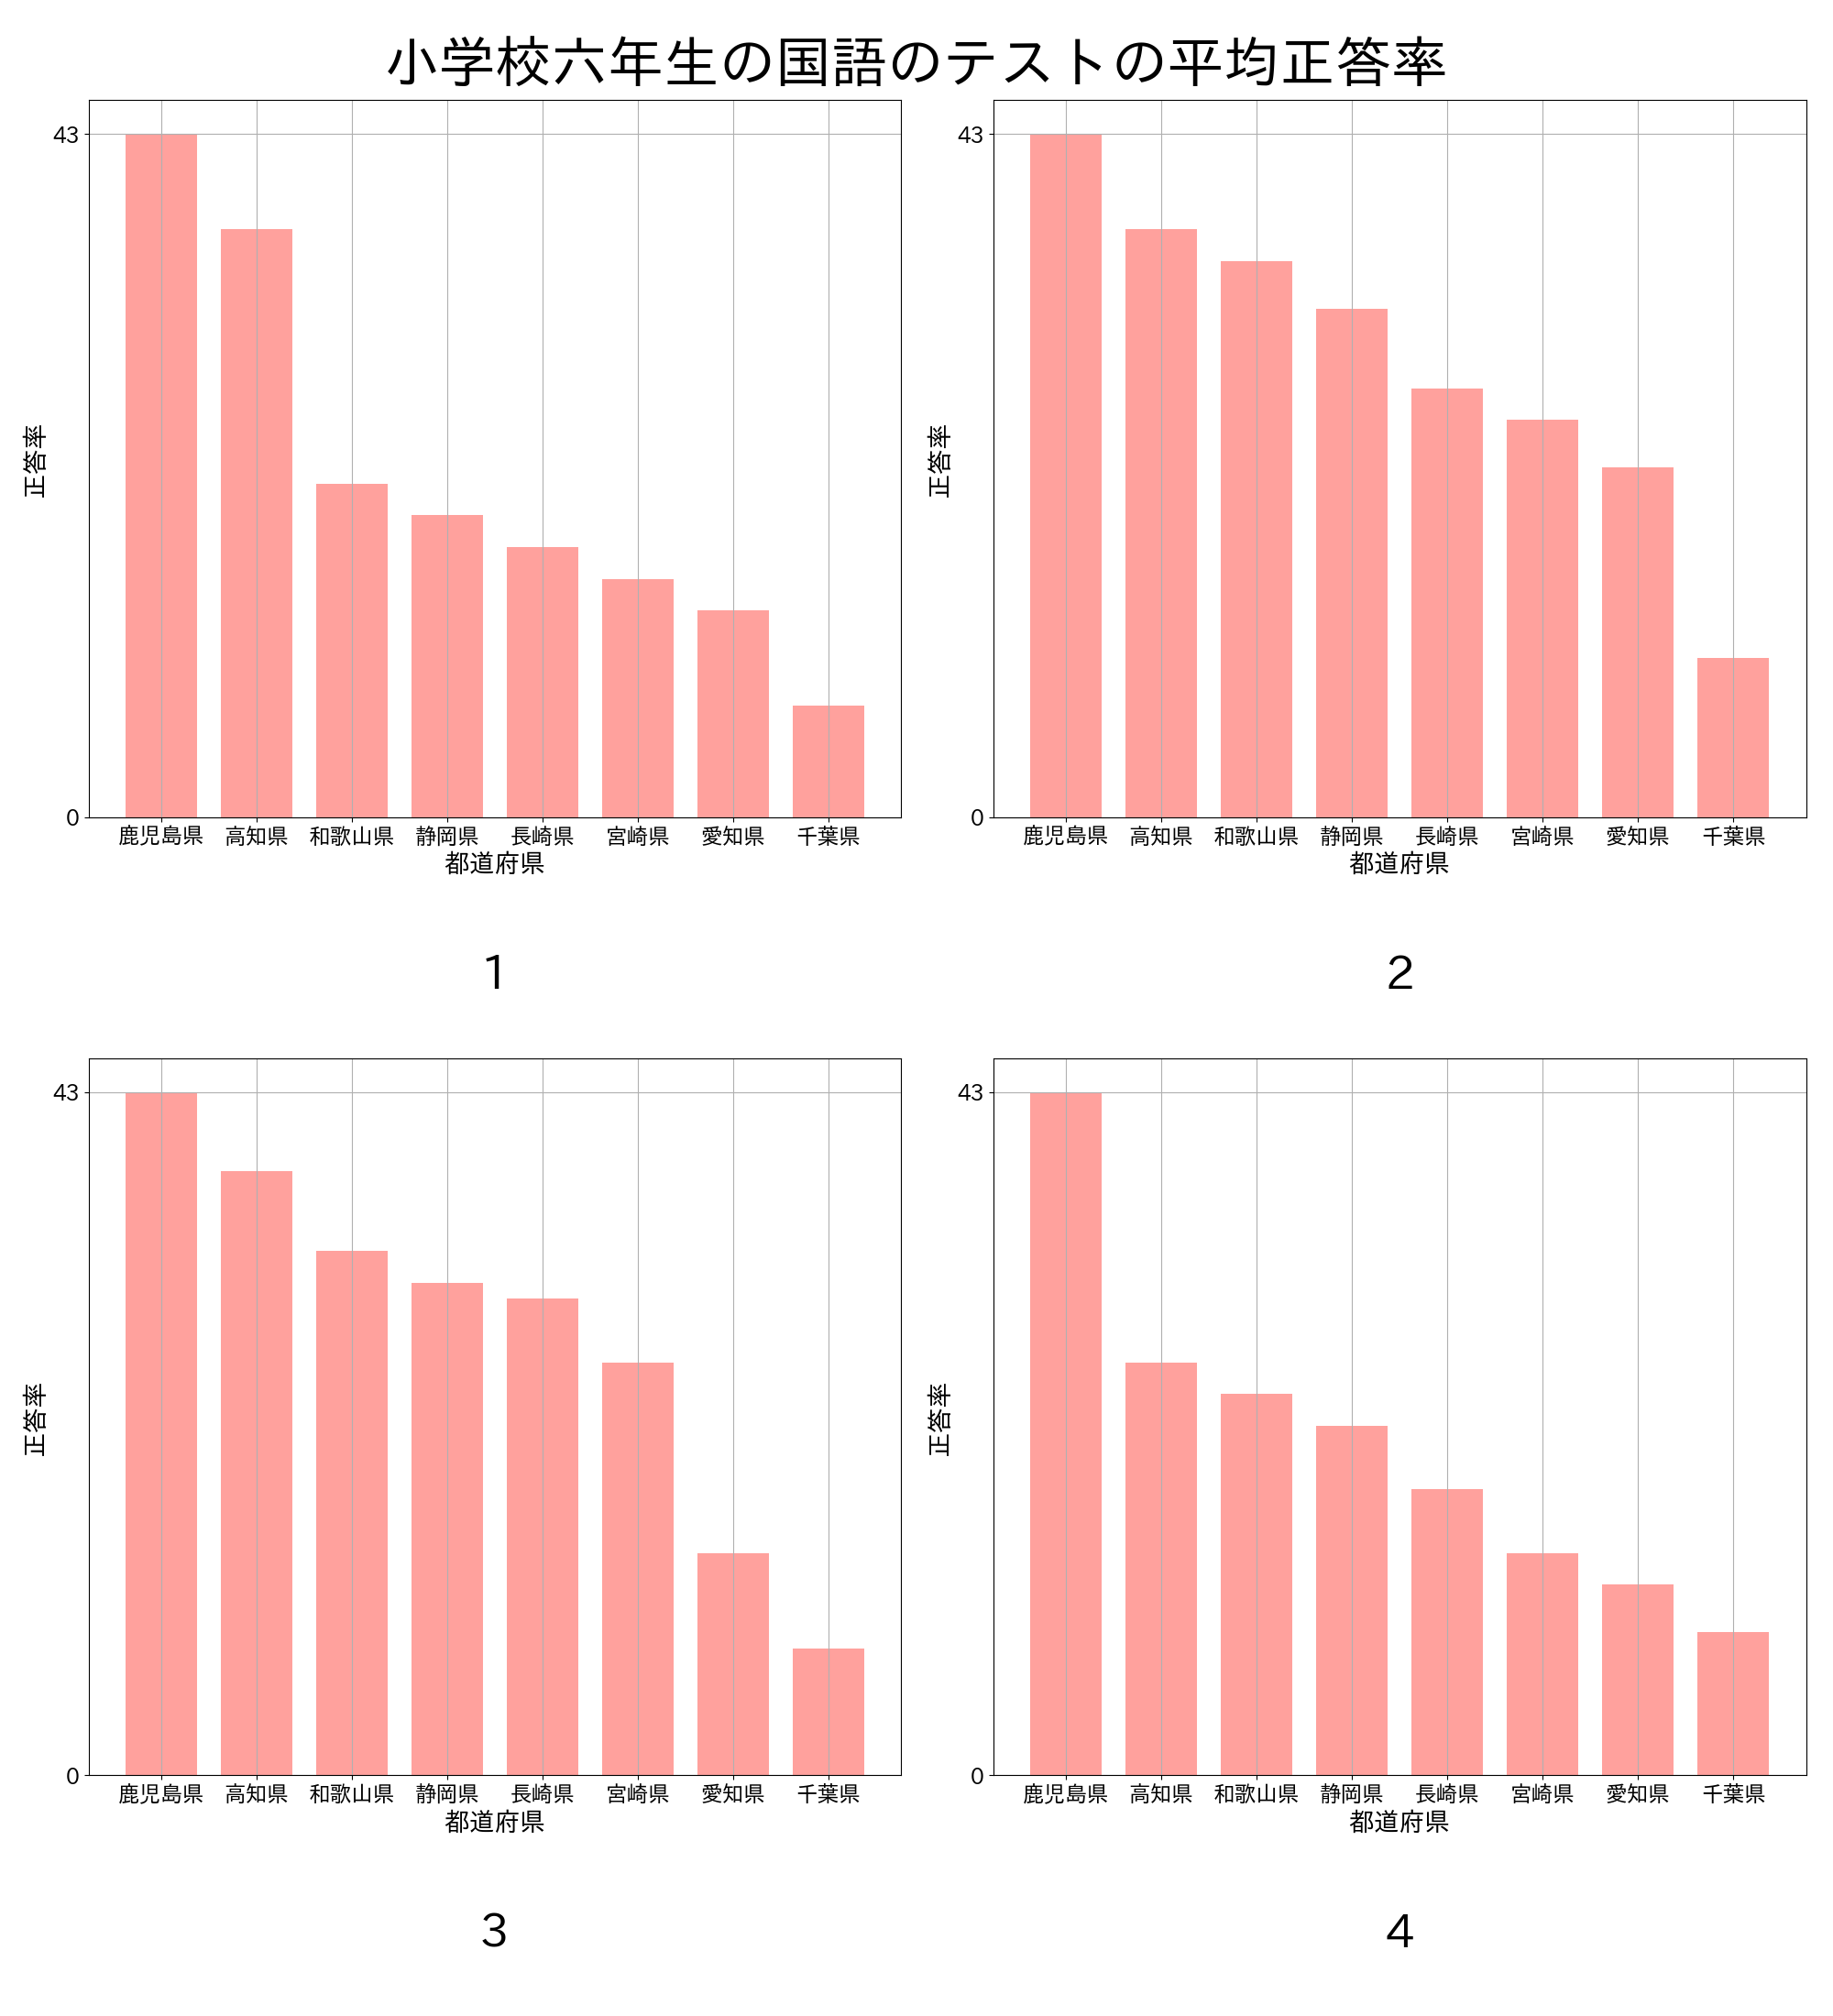 小学校六年生の国語のテストの平均正答率
43
0
正答率
鹿児島県 高知県 和歌山県 静岡県 長崎県 宮崎県 愛知県 千葉県
都道府県
1
43
0
正答率
鹿児島県 高知県 和歌山県 静岡県 長崎県 宮崎県 愛知県 千葉県
都道府県
2
43
0
正答率
鹿児島県 高知県 和歌山県 静岡県 長崎県 宮崎県 愛知県 千葉県
都道府県
3
43
0
正答率
鹿児島県 高知県 和歌山県 静岡県 長崎県 宮崎県 愛知県 千葉県
都道府県
4